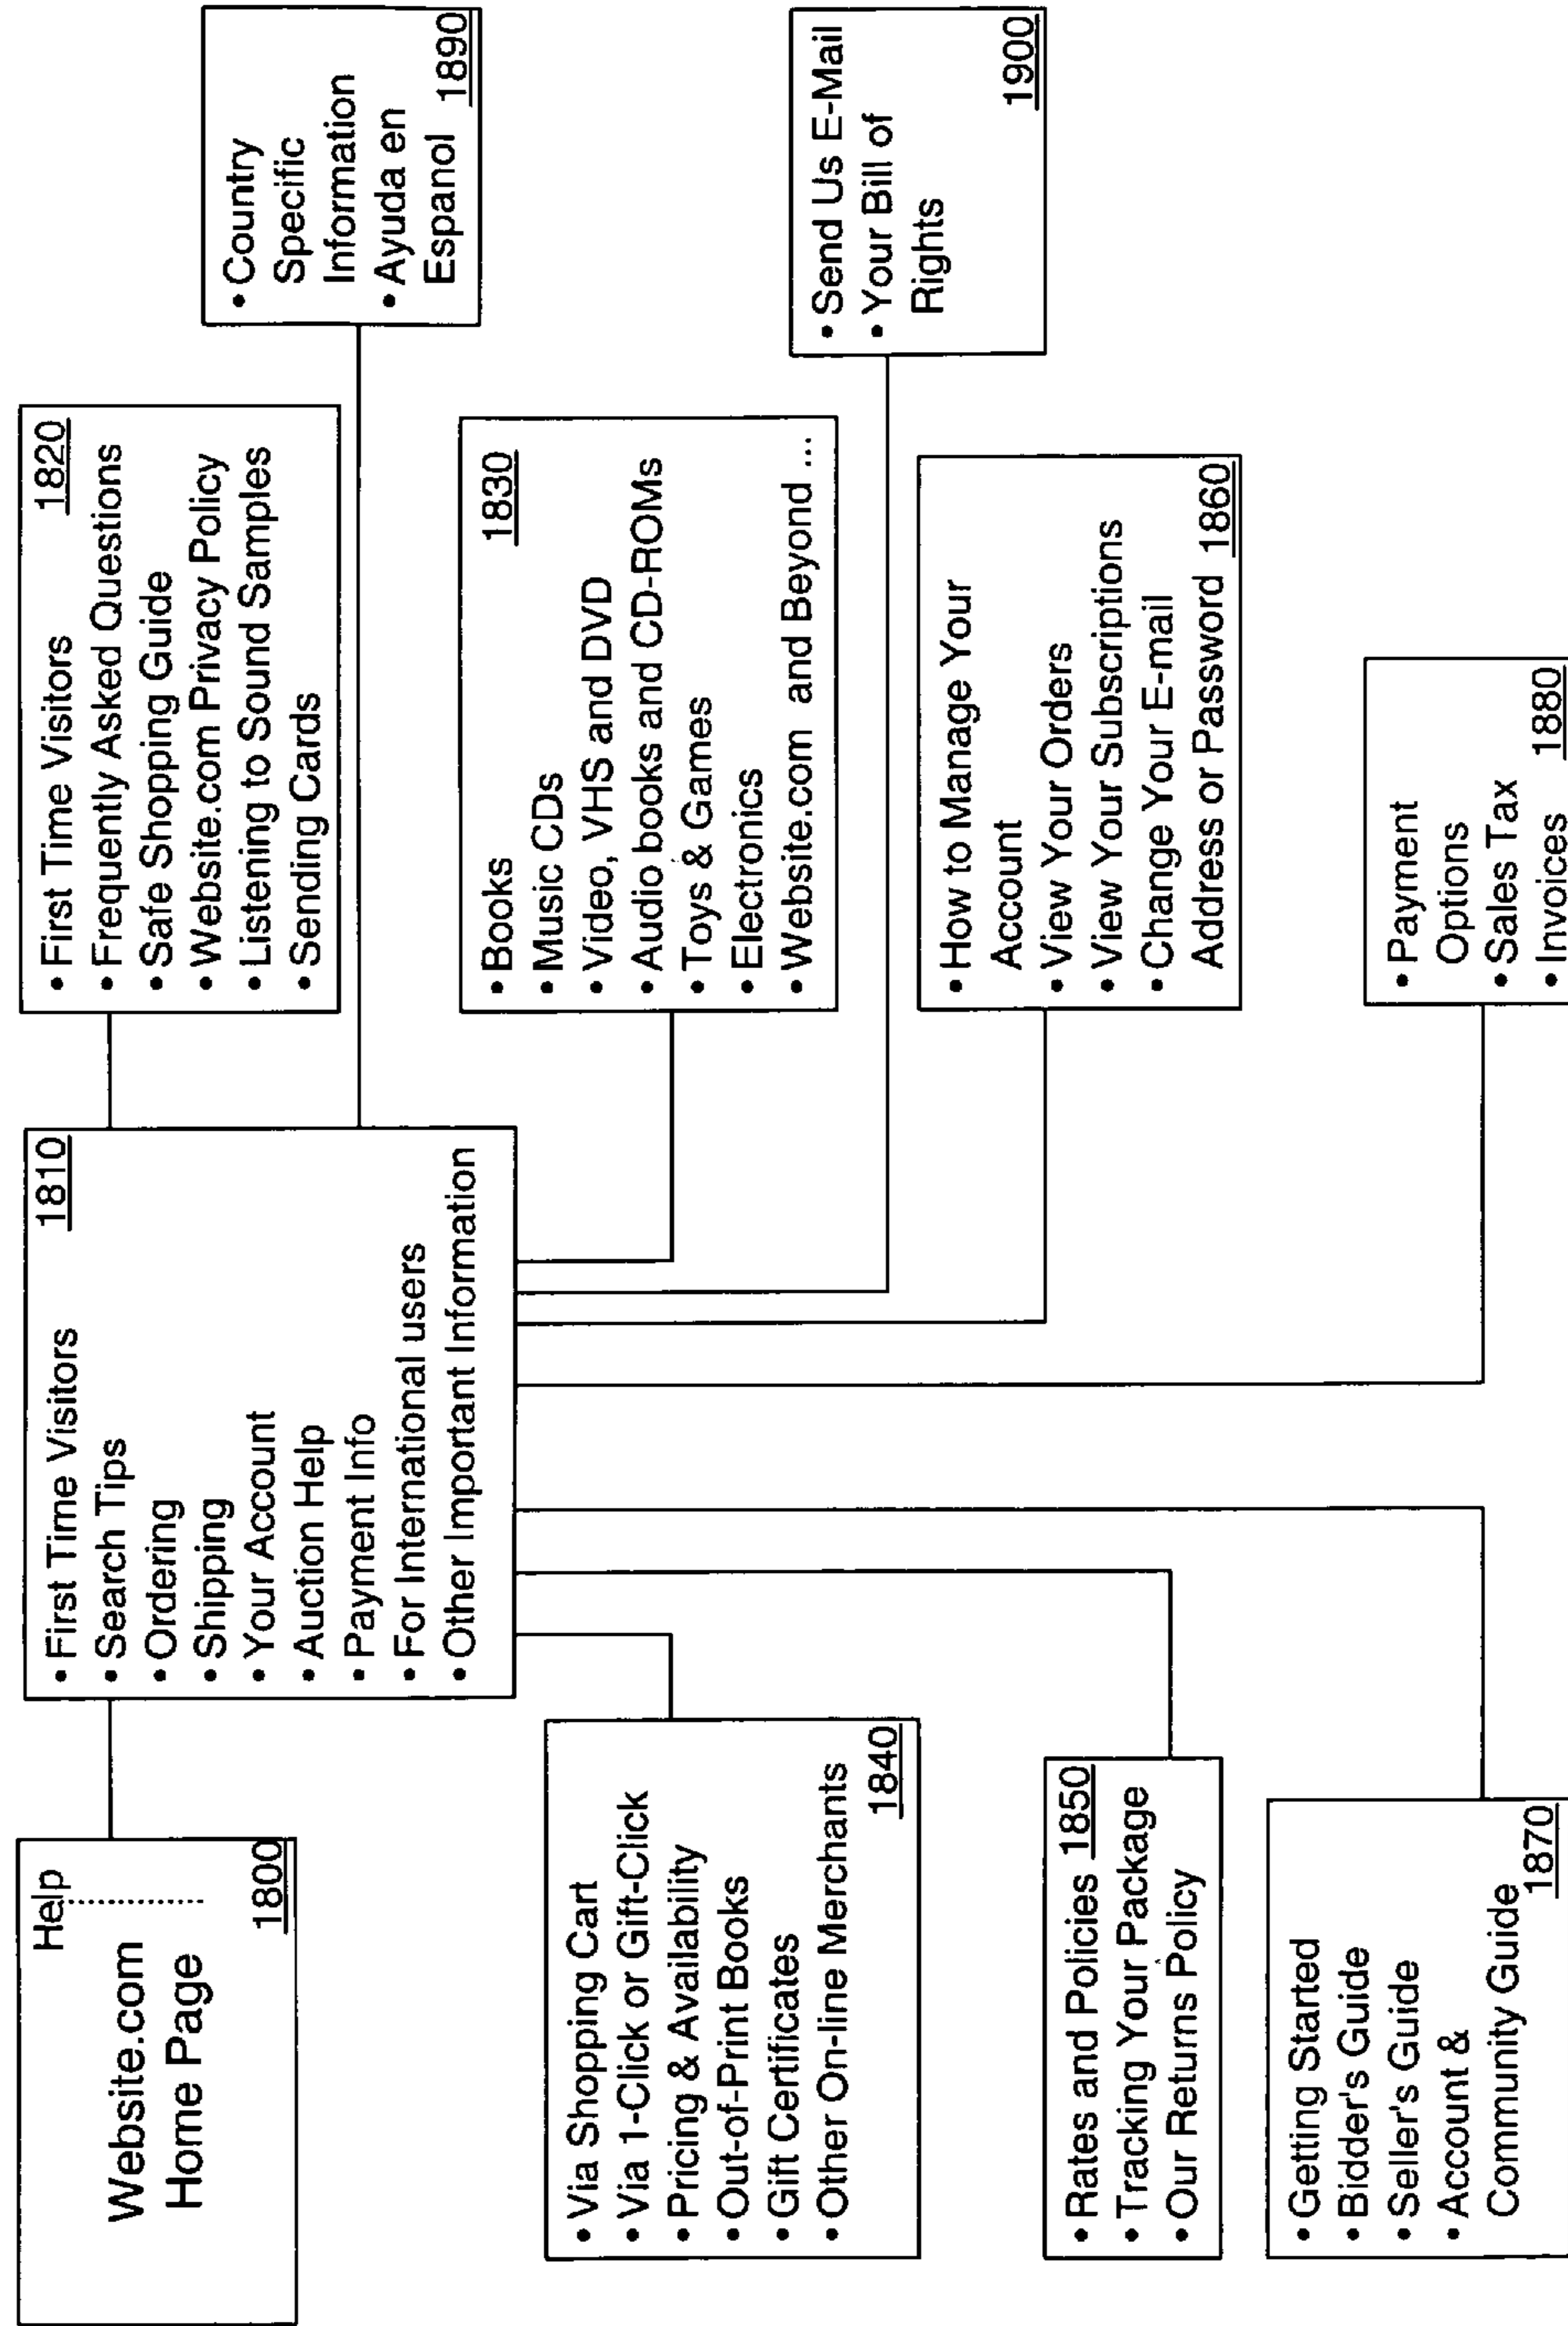 Help
Website.com
Home Page
1800
• First Time Visitors
1810
• Search Tips
• Ordering
• Shipping
• Your Account
• Auction Help
• Payment Info
• For International users
• Other Important Information
• First Time Visitors
1820
• Frequently Asked Questions
• Safe Shopping Guide
• Website.com Privacy Policy
• Listening to Sound Samples
• Sending Cards
• Country
Specific
Information
• Ayuda en
Espanol 1890
• Via Shopping Cart
• Via 1-Click or Gift-Click
• Pricing & Availability
• Out-of-Print Books
• Gift Certificates
• Other On-line Merchants
1840
• Books
1830
• Music CDs
• Video, VHS and DVD
• Audio books and CD-ROMs
• Toys & Games
• Electronics
• Website.com and Beyond ...
• Send Us E-Mail
• Your Bill of
Rights
1900
• Rates and Policies 1850
• Tracking Your Package
• Our Returns Policy
• How to Manage Your
Account
• View Your Orders
• View Your Subscriptions
• Change Your E-mail
Address or Password 1860
• Getting Started
• Bidder's Guide
• Seller's Guide
• Account &
Community Guide
1870
• Payment
Options
• Sales Tax
• Invoices 1880